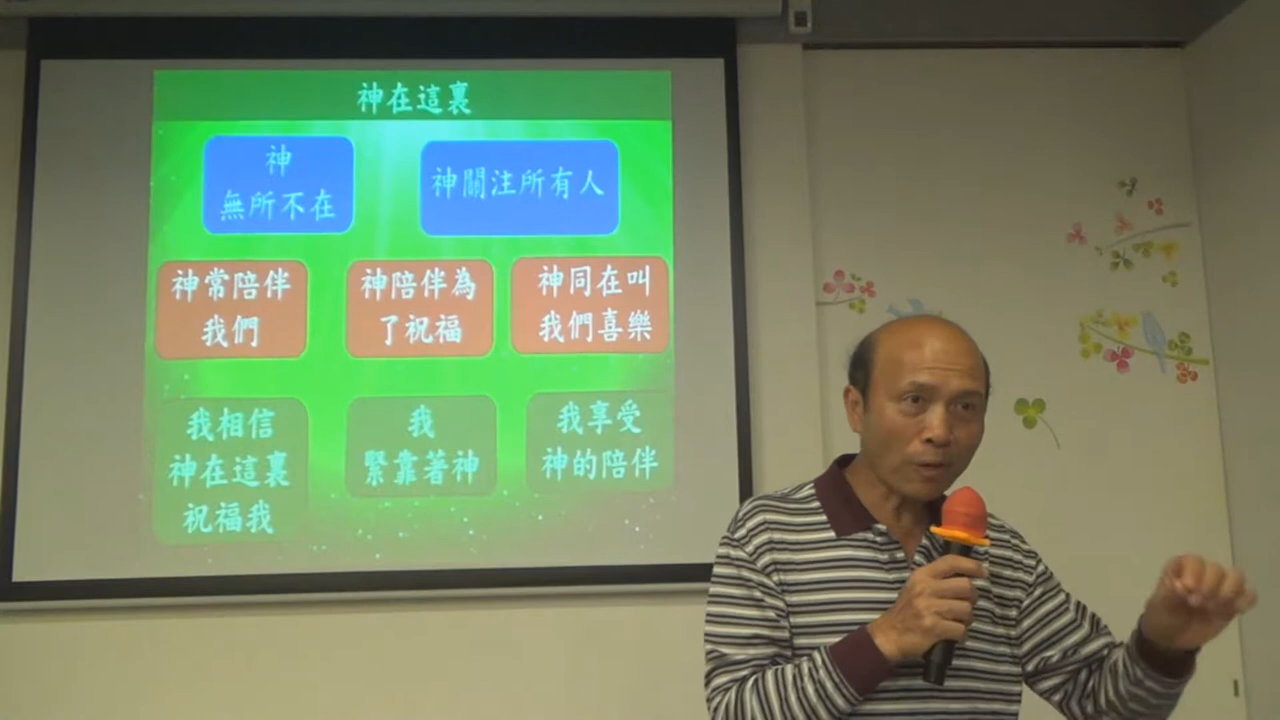 神在這裏
神
無所不在
神關注所有人
神常陪伴
我們
神陪伴為
了祝福
神同在叫
我們喜樂
我相信
神在這裏
祝福我
我
緊靠著神
我享受
神的陪伴